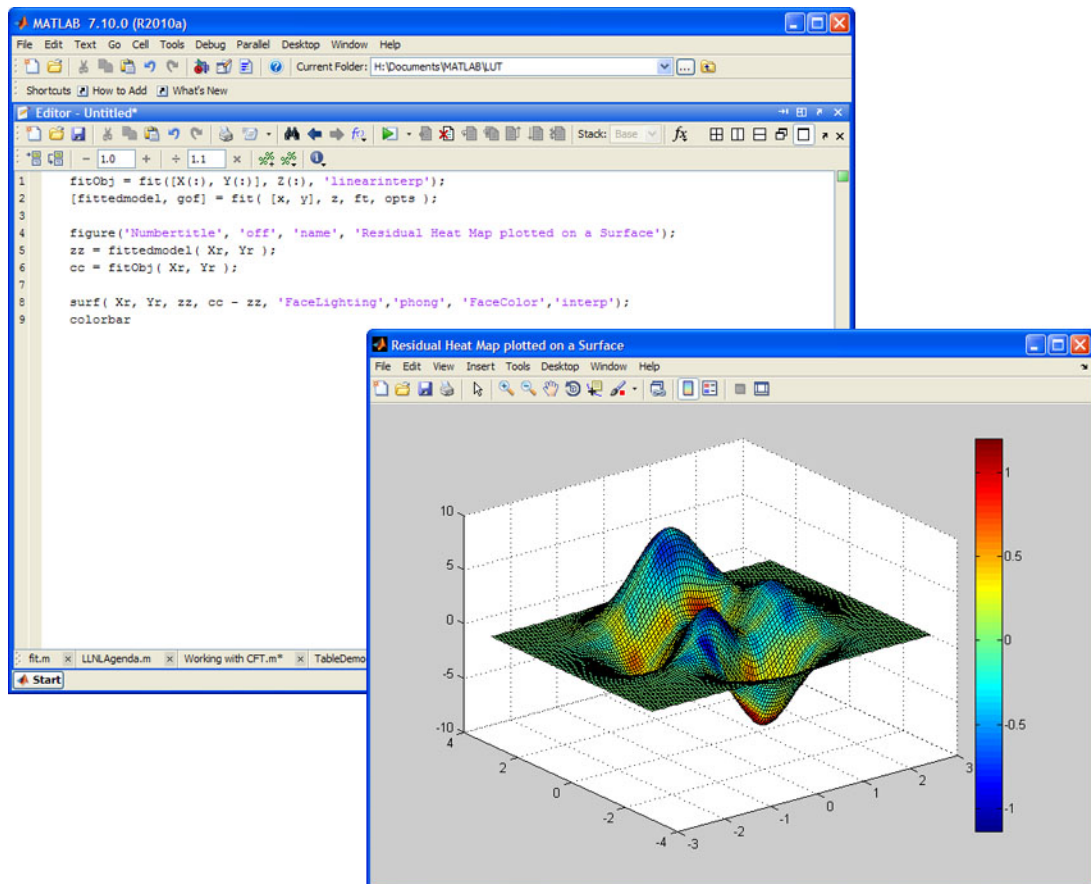 MATLAB 7.10.0 (R2010a)
File Edit Text Go Cell Tools Debug Parallel Desktop Window Help
Current Folder: H:\Documents\MATLAB\LUT
Shortcuts How to Add What's New
Editor - Untitled*
Stack: Base
1.0 1.1
1 fitObj = fit([X(:), Y(:)], Z(:), 'linearinterp');
2 [fittedmodel, gof] = fit( [x, y], z, ft, opts );
3
4 figure('Numbertitle', 'off', 'name', 'Residual Heat Map plotted on a Surface');
5 zz = fittedmodel( Xr, Yr );
6 cc = fitObj( Xr, Yr );
7
8 surf( Xr, Yr, zz, cc - zz, 'FaceLighting','phong', 'FaceColor','interp');
9 colorbar
fit.m LLNLAgenda.m Working with CFT.m* TableDemo
Start
Residual Heat Map plotted on a Surface
File Edit View Insert Tools Desktop Window Help
10
5
0
-5
-10
4
2
0
-2
-4
-3
-2
-1
0
1
2
3
1
0.5
0
-0.5
-1